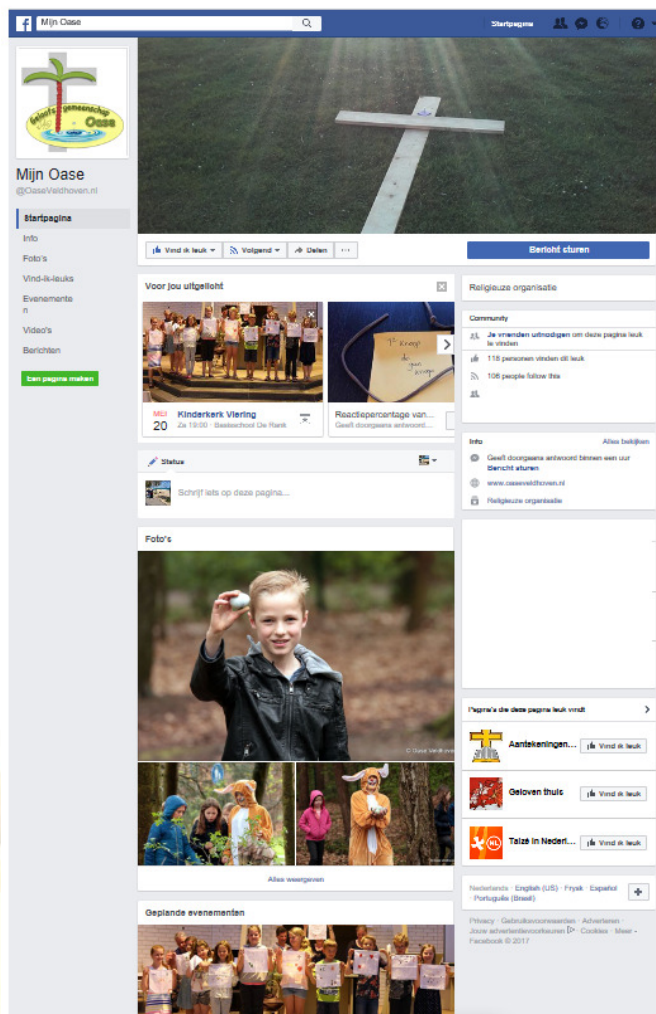 Mijn Oase
Startpagina
Geloofsgemeenschap
Oase
Mijn Oase
@OaseVeldhoven.nl
Startpagina
Info
Foto's
Vind-ik-leuks
Evenemente
n
Video's
Berichten
Een pagina maken
Vind ik leuk
Volgend
Delen
Bericht sturen
Voor jou uitgelicht
MEI
20
Kinderkerk Viering
Za 19:00 · Basisschool De Rank
Reactiepercentage van...
Geeft doorgaans antwoord...
Status
Schrijf iets op deze pagina...
Foto's
Alles weergeven
Geplande evenementen
Religieuze organisatie
Community
Je vrienden uitnodigen om deze pagina leuk
te vinden
118 personen vinden dit leuk
106 people follow this
Info
Alles bekijken
Geeft doorgaans antwoord binnen een uur
Bericht sturen
www.oaseveldhoven.nl
Religieuze organisatie
Pagina's die deze pagina leuk vindt
Aantekeningen...
Vind ik leuk
Geloven thuis
Vind ik leuk
NL
Taizé in Nederl...
Vind ik leuk
Nederlands · English (US) · Frysk · Español
· Português (Brasil)
Privacy · Gebruiksvoorwaarden · Adverteren ·
Jouw advertentievoorkeuren · Cookies · Meer
Facebook © 2017